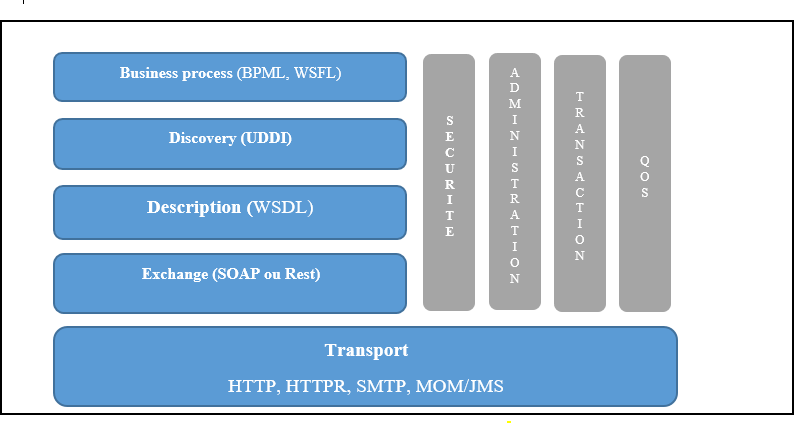 Business process (BPML, WSFL)
Discovery (UDDI)
Description (WSDL)
Exchange (SOAP ou Rest)
SECURITE
ADMINISTRATION
TRANSACTION
QOS
Transport
HTTP, HTTPR, SMTP, MOM/JMS